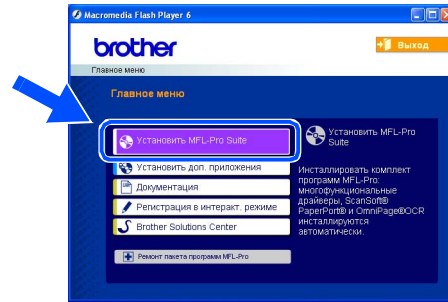 Macromedia Flash Player 6
brother
Выход
Главное меню
Главное меню
Установить MFL-Pro Suite
Установить доп. приложения
Документация
Регистрация в интеракт. режиме
Brother Solutions Center
Ремонт пакета программ MFL-Pro
Установить MFL-Pro
Suite
Инсталлировать комплект
программ MFL-Pro:
многофункциональные
драйверы, ScanSoft®
PaperPort® и OmniPage®OCR
инсталлируются
автоматически.